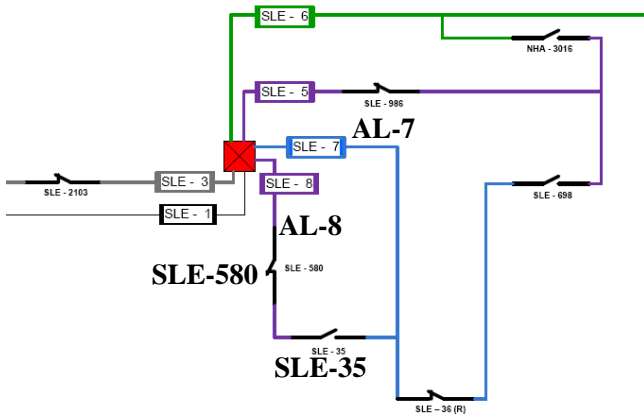 SLE - 6
NHA - 3016
SLE - 5
SLE - 986
AL-7
SLE - 7
SLE - 2103
SLE - 3
SLE - 8
SLE - 698
SLE - 1
AL-8
SLE-580
SLE - 580
SLE - 35
SLE-35
SLE – 36 (R)